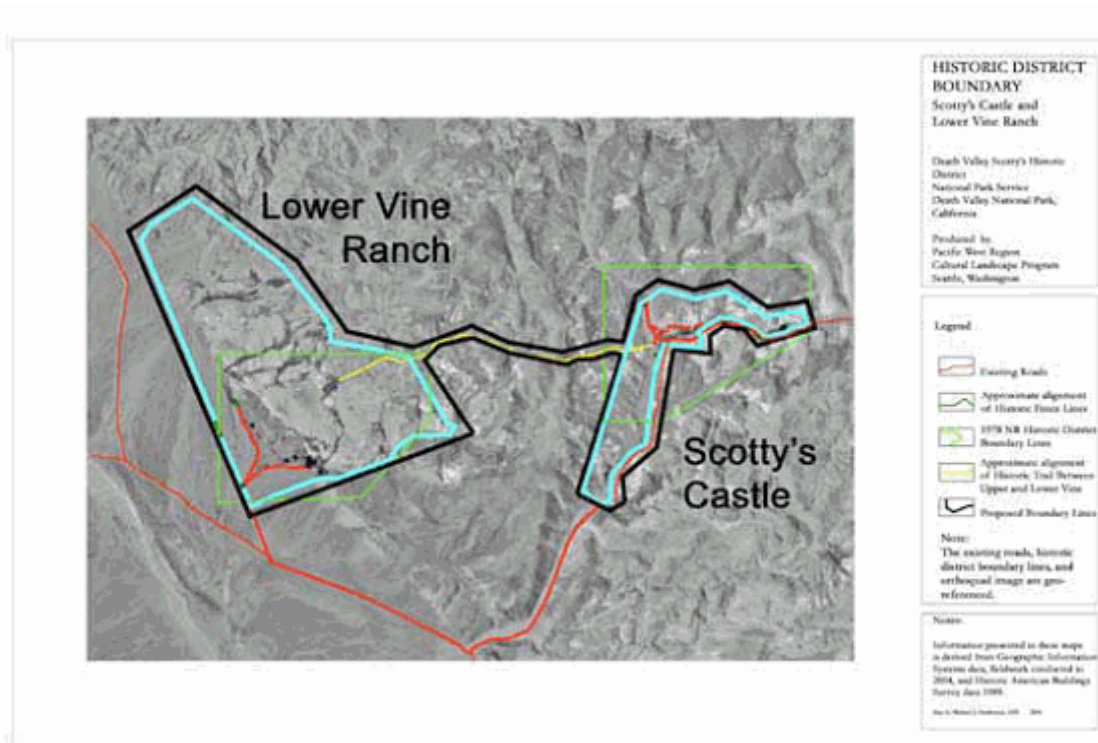 Lower Vine
Ranch
Scotty's
Castle
HISTORIC DISTRICT
BOUNDARY
Scotty's Castle and
Lower Vine Ranch
Death Valley Scotty's Historic
District
National Park Service
Death Valley National Park,
California
Produced by
Pacific West Region
Cultural Landscape Program
Seattle, Washington
Legend
Existing Roads
Approximate alignment
of Historic Fence Lines
1978 NR Historic District
Boundary Lines
Approximate alignment
of Historic Trail Between
Upper and Lower Vine
Proposed Boundary Lines
Note:
The existing roads, historic
district boundary lines, and
orthoquad image are geo-
referenced.
Notes:
Information presented in these maps
is derived from Geographic Information
Systems data, fieldwork conducted in
2004, and Historic American Buildings
Survey data 1989.